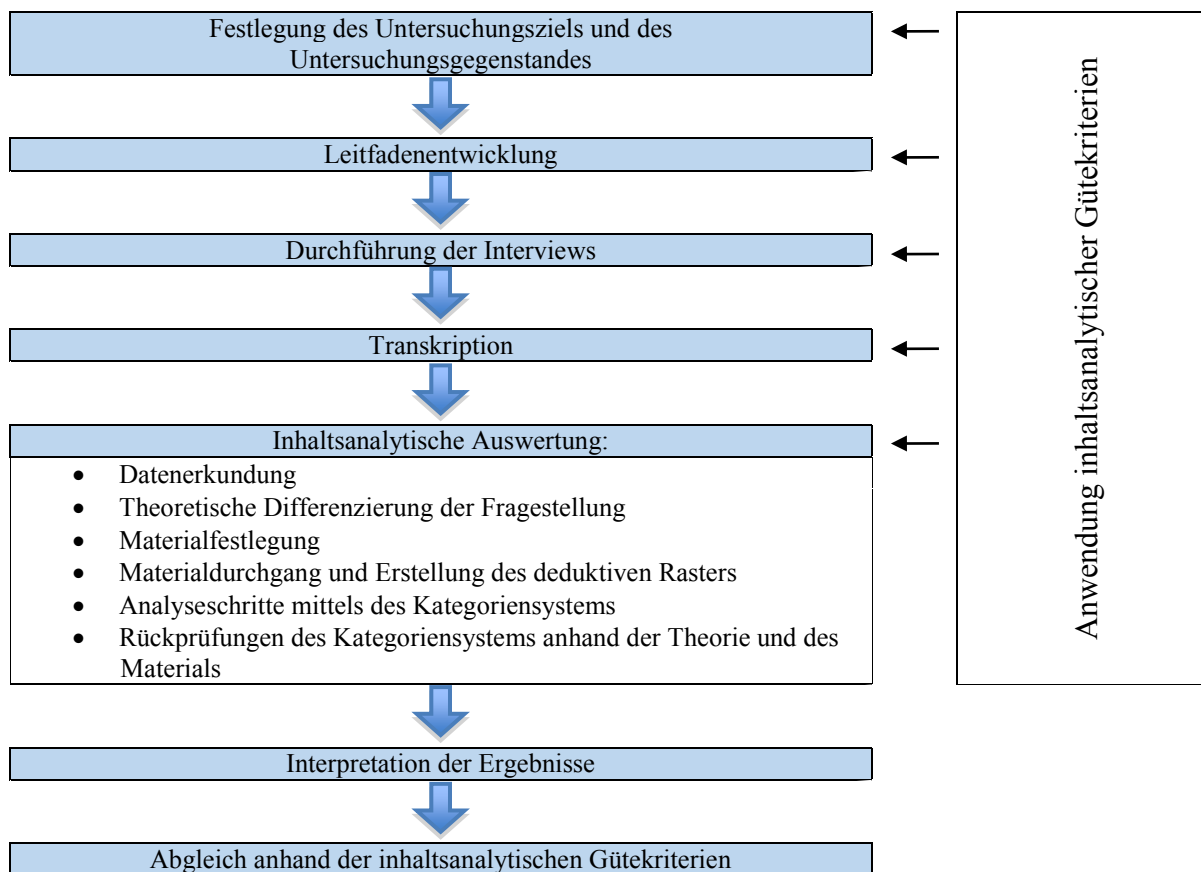 Festlegung des Untersuchungsziels und des
Untersuchungsgegenstandes
Leitfadenentwicklung
Durchführung der Interviews
Transkription
Inhaltsanalytische Auswertung:
• Datenerkundung
• Theoretische Differenzierung der Fragestellung
• Materialfestlegung
• Materialdurchgang und Erstellung des deduktiven Rasters
• Analyseschritte mittels des Kategoriensystems
• Rückprüfungen des Kategoriensystems anhand der Theorie und des
Materials
Interpretation der Ergebnisse
Abgleich anhand der inhaltsanalytischen Gütekriterien
Anwendung inhaltsanalytischer Gütekriterien